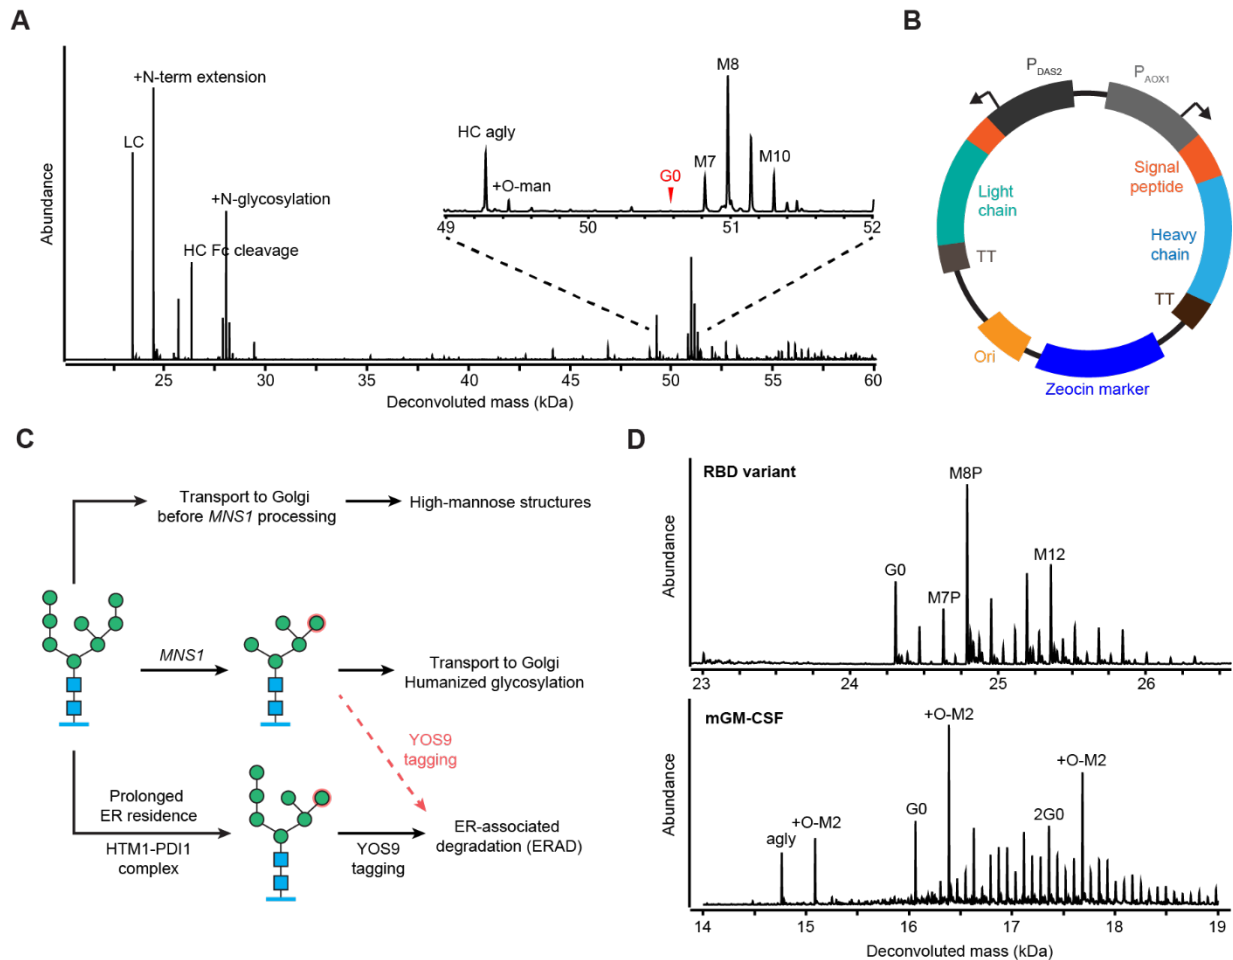 A
+N-term extension
LC
+N-glycosylation
HC Fc cleavage
Abundance
25
30
35
40
45
50
55
60
Deconvoluted mass (kDa)
M8
HC agly
+O-man
G0
M7
M10
49
50
51
52
B
P_DAS2
P_AOX1
Signal
peptide
Light
chain
Heavy
chain
TT
TT
Ori
Zeocin marker
C
Transport to Golgi
before MNS1 processing
High-mannose structures
MNS1
Transport to Golgi
Humanized glycosylation
YOS9
tagging
Prolonged
ER residence
HTM1-PDI1
complex
YOS9
tagging
ER-associated
degradation (ERAD)
D
RBD variant
M8P
G0
M7P
M12
Abundance
23
24
25
26
mGM-CSF
+O-M2
+O-M2
G0
2G0
agly
+O-M2
Abundance
14
15
16
17
18
19
Deconvoluted mass (kDa)